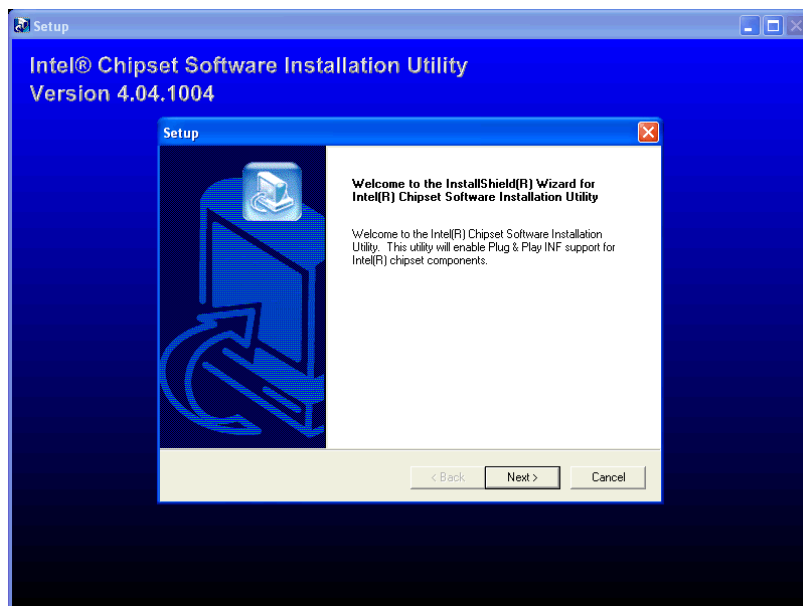 Setup
Intel® Chipset Software Installation Utility
Version 4.04.1004
Setup
Welcome to the InstallShield(R) Wizard for
Intel(R) Chipset Software Installation Utility
Welcome to the Intel(R) Chipset Software Installation
Utility. This utility will enable Plug & Play INF support for
Intel(R) chipset components.
< Back
Next >
Cancel